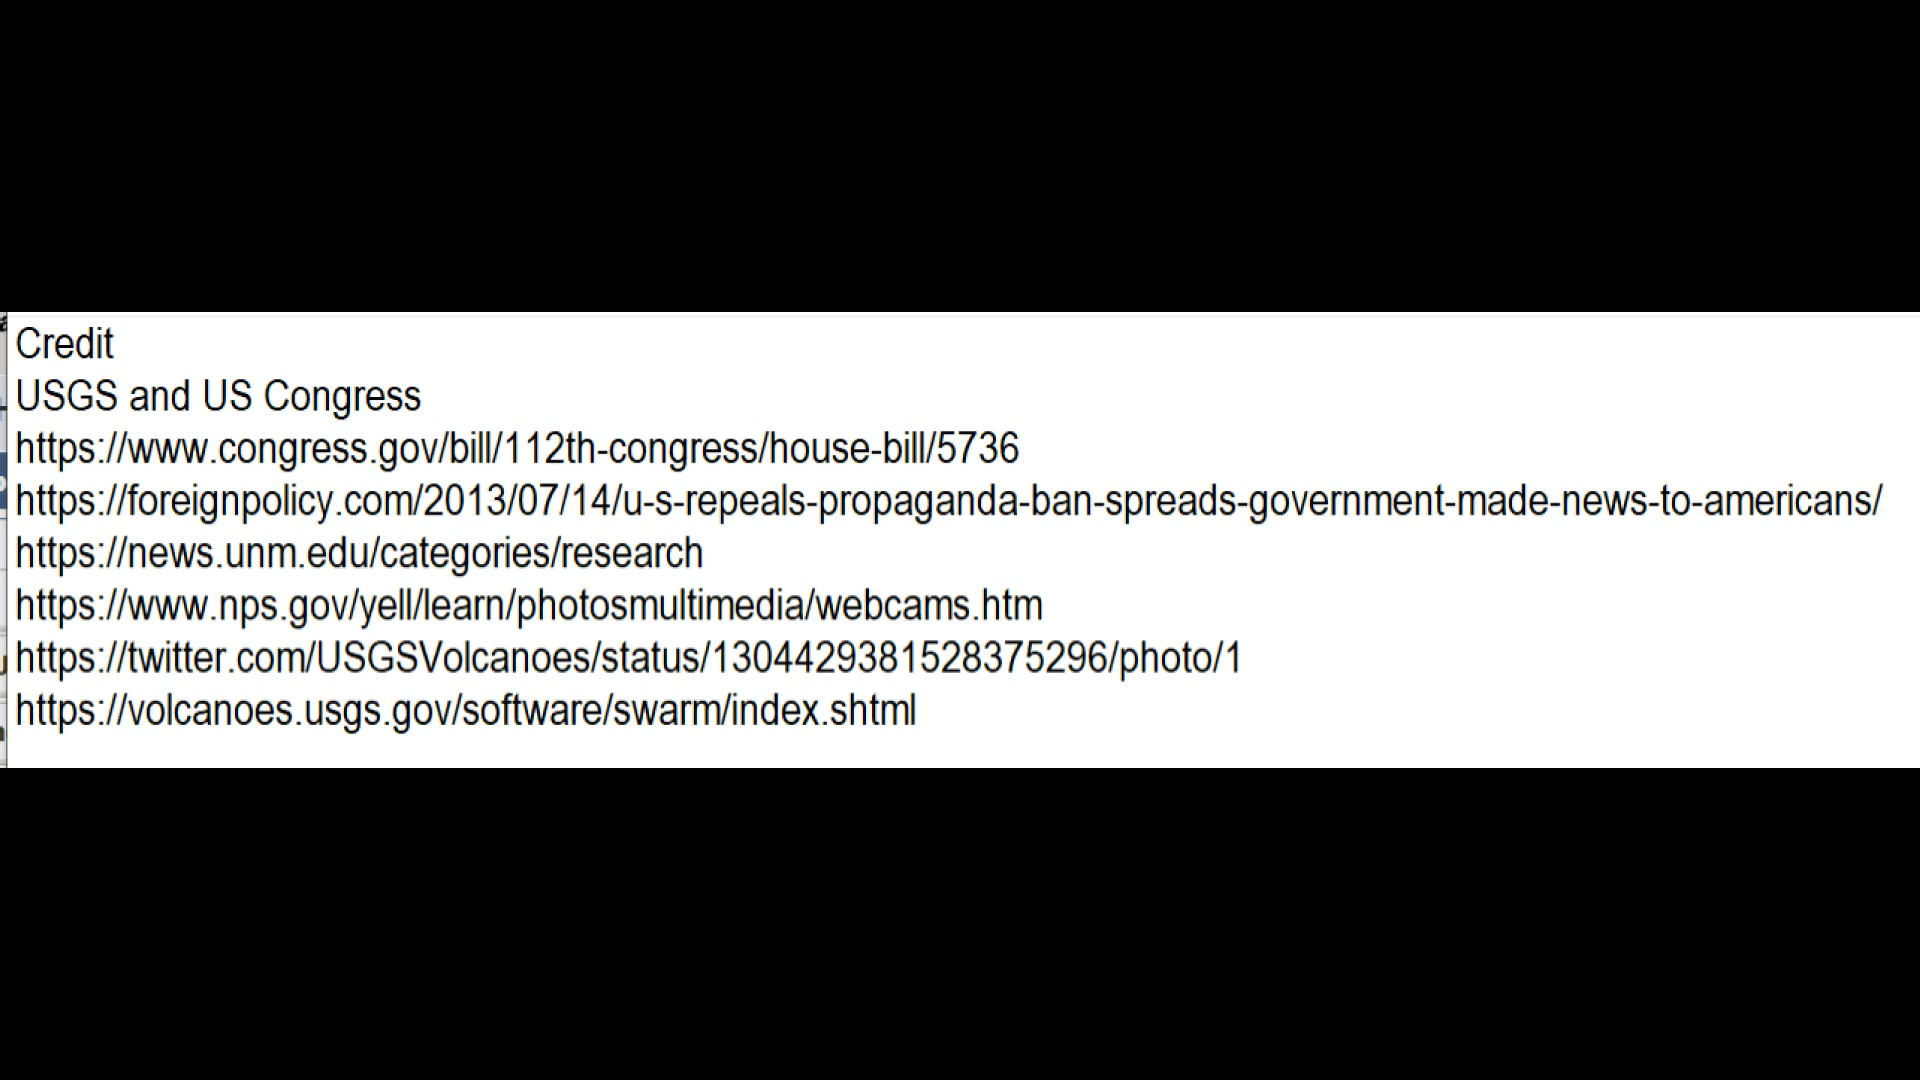 Credit
USGS and US Congress
https://www.congress.gov/bill/112th-congress/house-bill/5736
https://foreignpolicy.com/2013/07/14/u-s-repeals-propaganda-ban-spreads-government-made-news-to-americans/
https://news.unm.edu/categories/research
https://www.nps.gov/yell/learn/photosmultimedia/webcams.htm
https://twitter.com/USGSVolcanoes/status/1304429381528375296/photo/1
https://volcanoes.usgs.gov/software/swarm/index.shtml